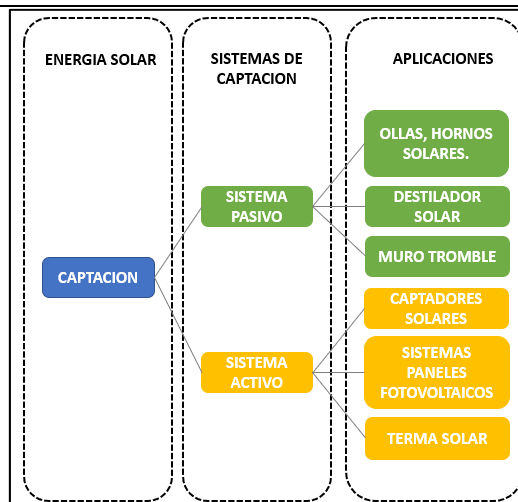 ENERGIA SOLAR
SISTEMAS DE
CAPTACION
APLICACIONES
CAPTACION
SISTEMA
PASIVO
SISTEMA
ACTIVO
OLLAS, HORNOS
SOLARES.
DESTILADOR
SOLAR
MURO TROMBLE
CAPTADORES
SOLARES
SISTEMAS
PANELES
FOTOVOLTAICOS
TERMA SOLAR